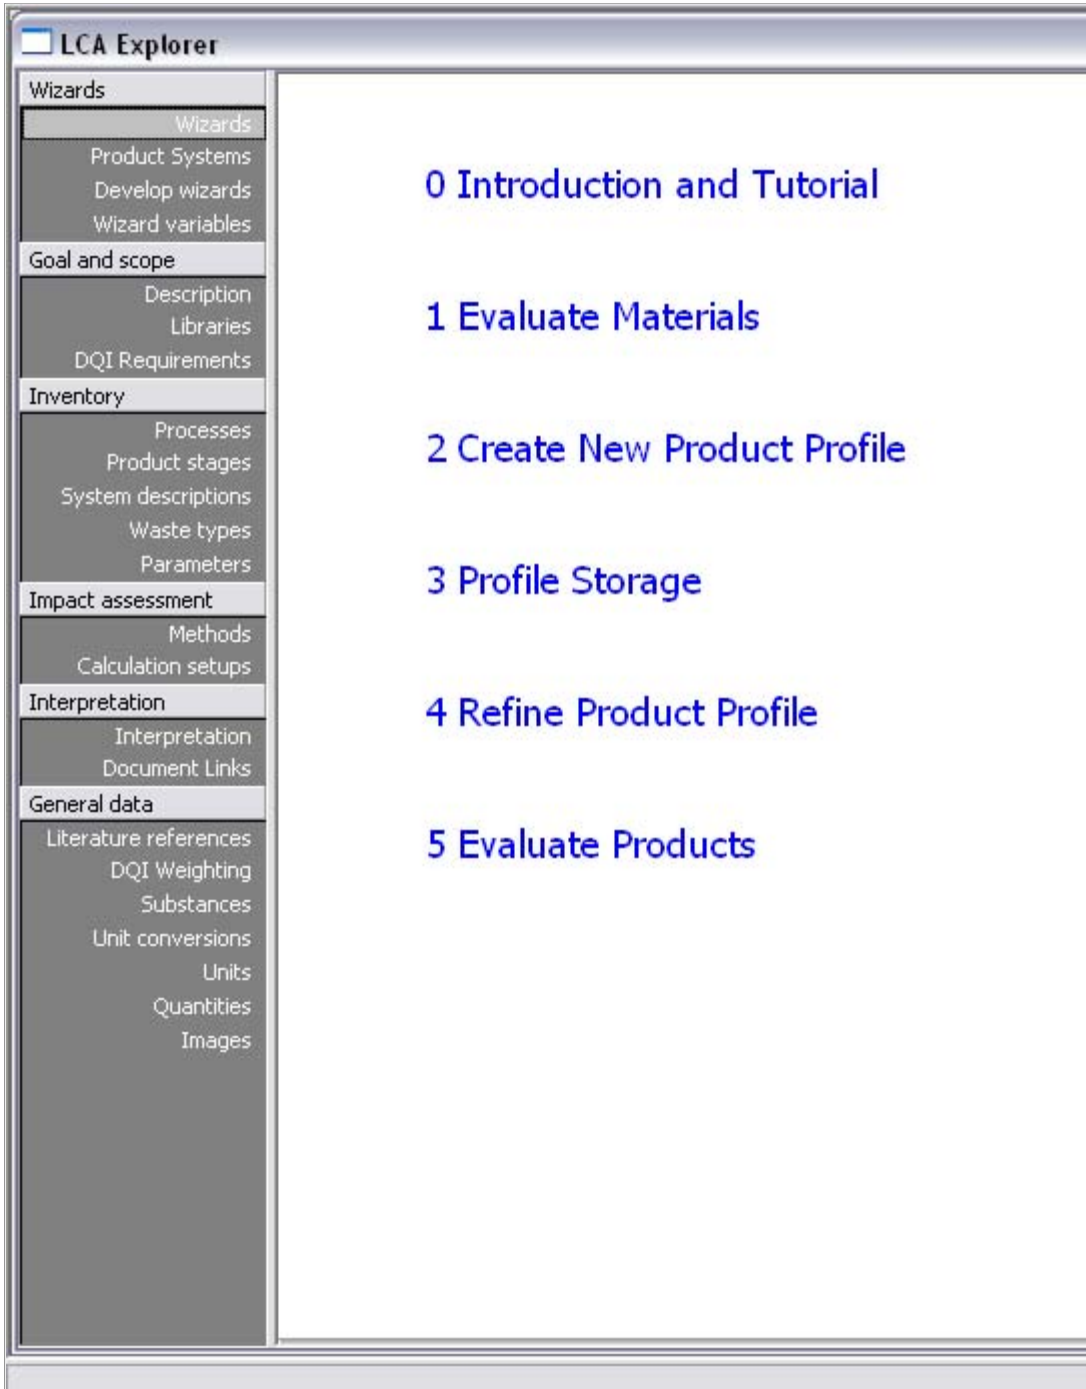 LCA Explorer
Wizards
Wizards
Product Systems
Develop wizards
Wizard variables
Goal and scope
Description
Libraries
DQI Requirements
Inventory
Processes
Product stages
System descriptions
Waste types
Parameters
Impact assessment
Methods
Calculation setups
Interpretation
Interpretation
Document Links
General data
Literature references
DQI Weighting
Substances
Unit conversions
Units
Quantities
Images
0 Introduction and Tutorial
1 Evaluate Materials
2 Create New Product Profile
3 Profile Storage
4 Refine Product Profile
5 Evaluate Products